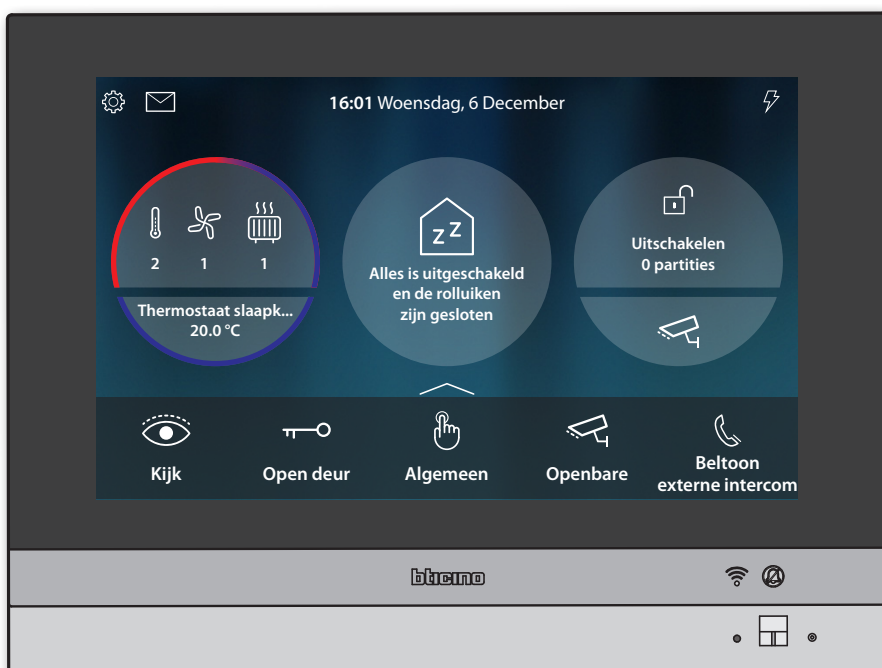 16:01 Woensdag, 6 December
2 1 1
Thermostaat slaapk...
20.0 °C
zZ
Alles is uitgeschakeld
en de rolluiken
zijn gesloten
Uitschakelen
0 partities
Kijk
Open deur
Algemeen
Openbare
Beltoon
externe intercom
bticino